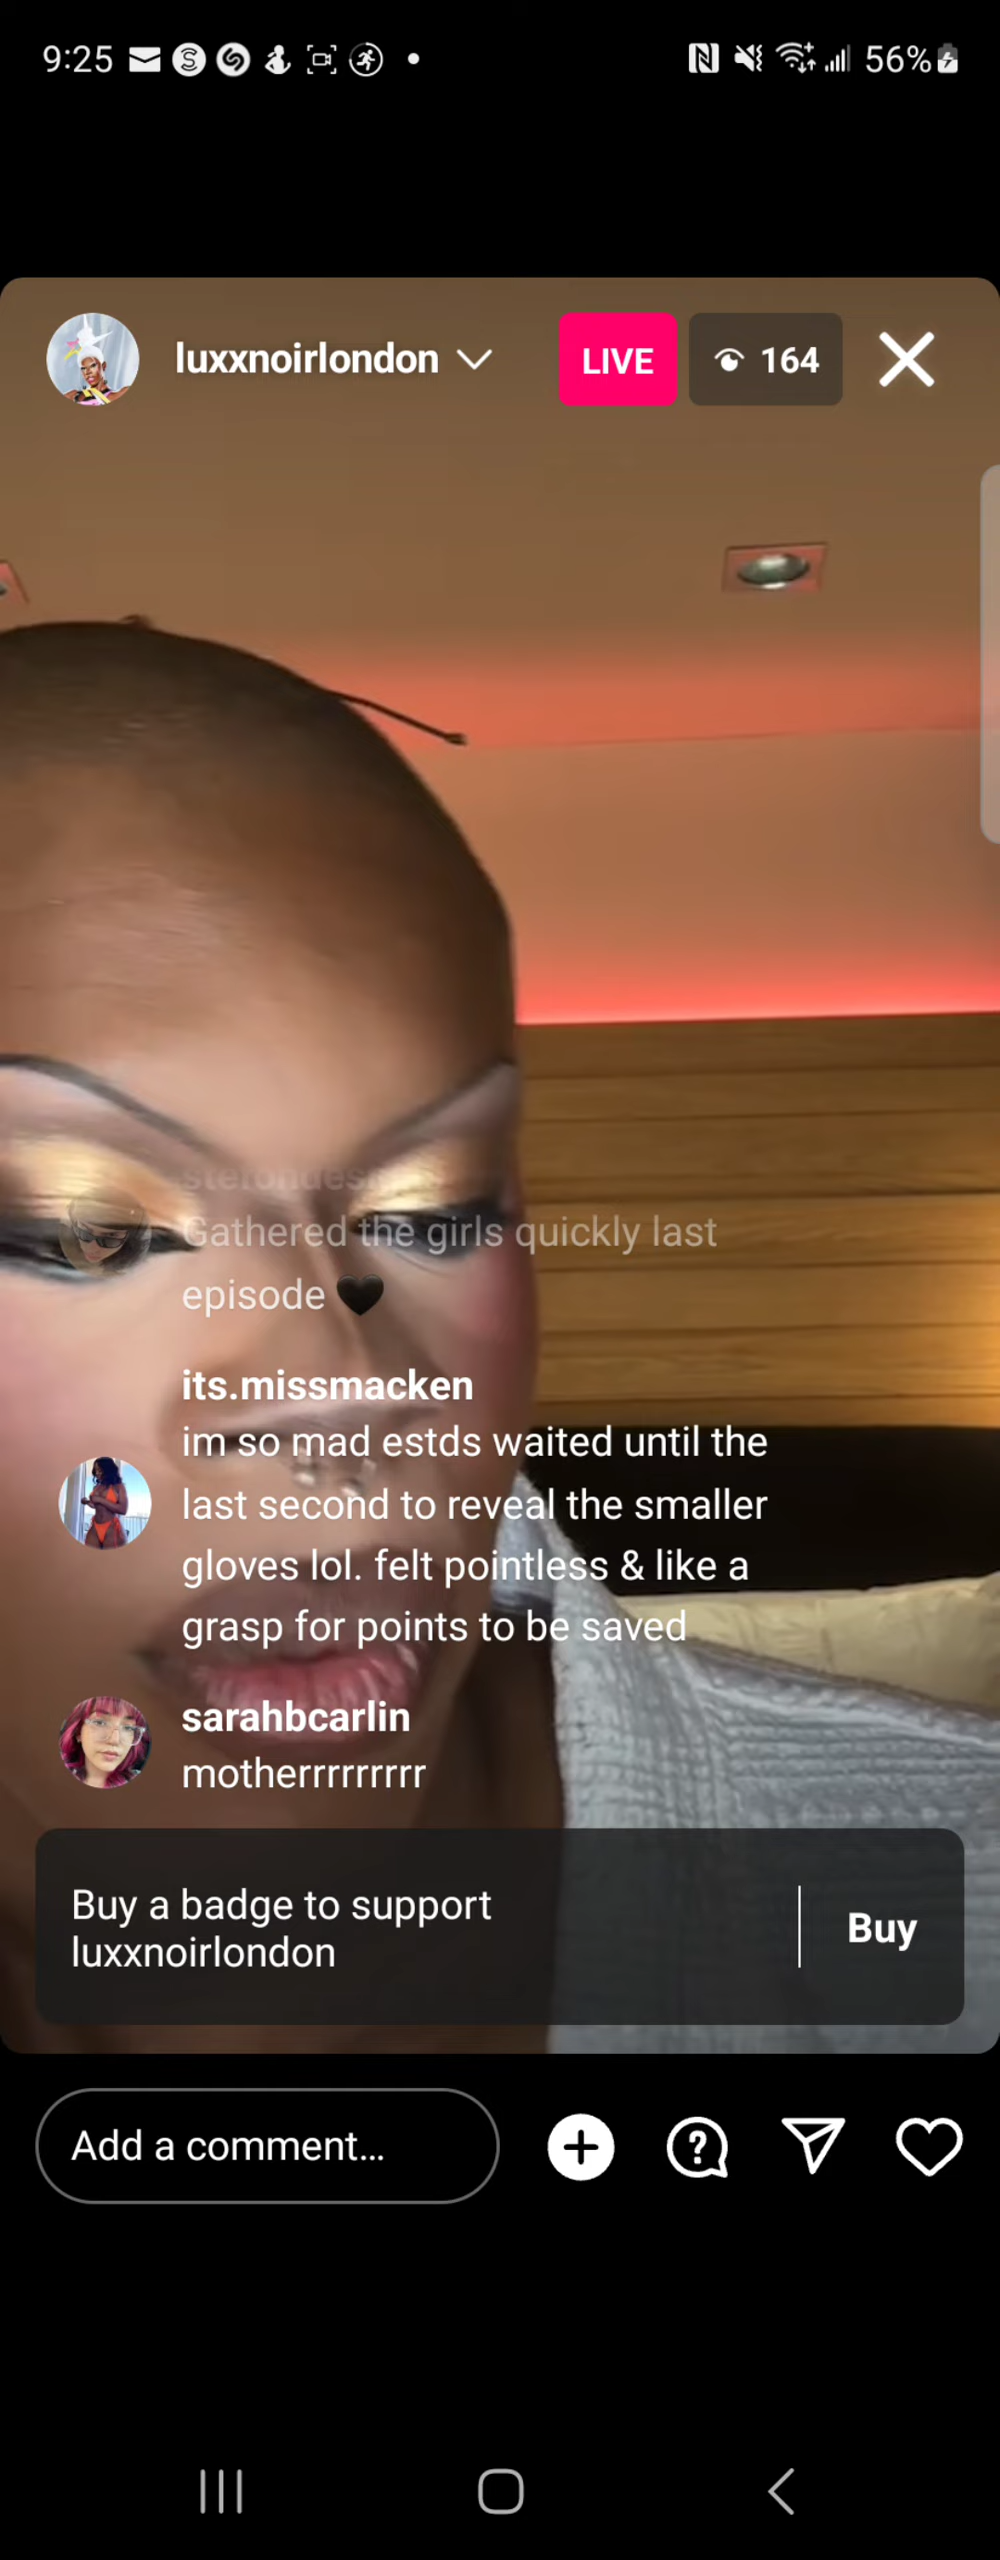 9:25
56%
luxxnoirlondon
LIVE
164
Gathered the girls quickly last
episode 🖤
its.missmacken
im so mad estds waited until the
last second to reveal the smaller
gloves lol. felt pointless & like a
grasp for points to be saved
sarahbcarlin
motherrrrrrrrr
Buy a badge to support
luxxnoirlondon
Buy
Add a comment...